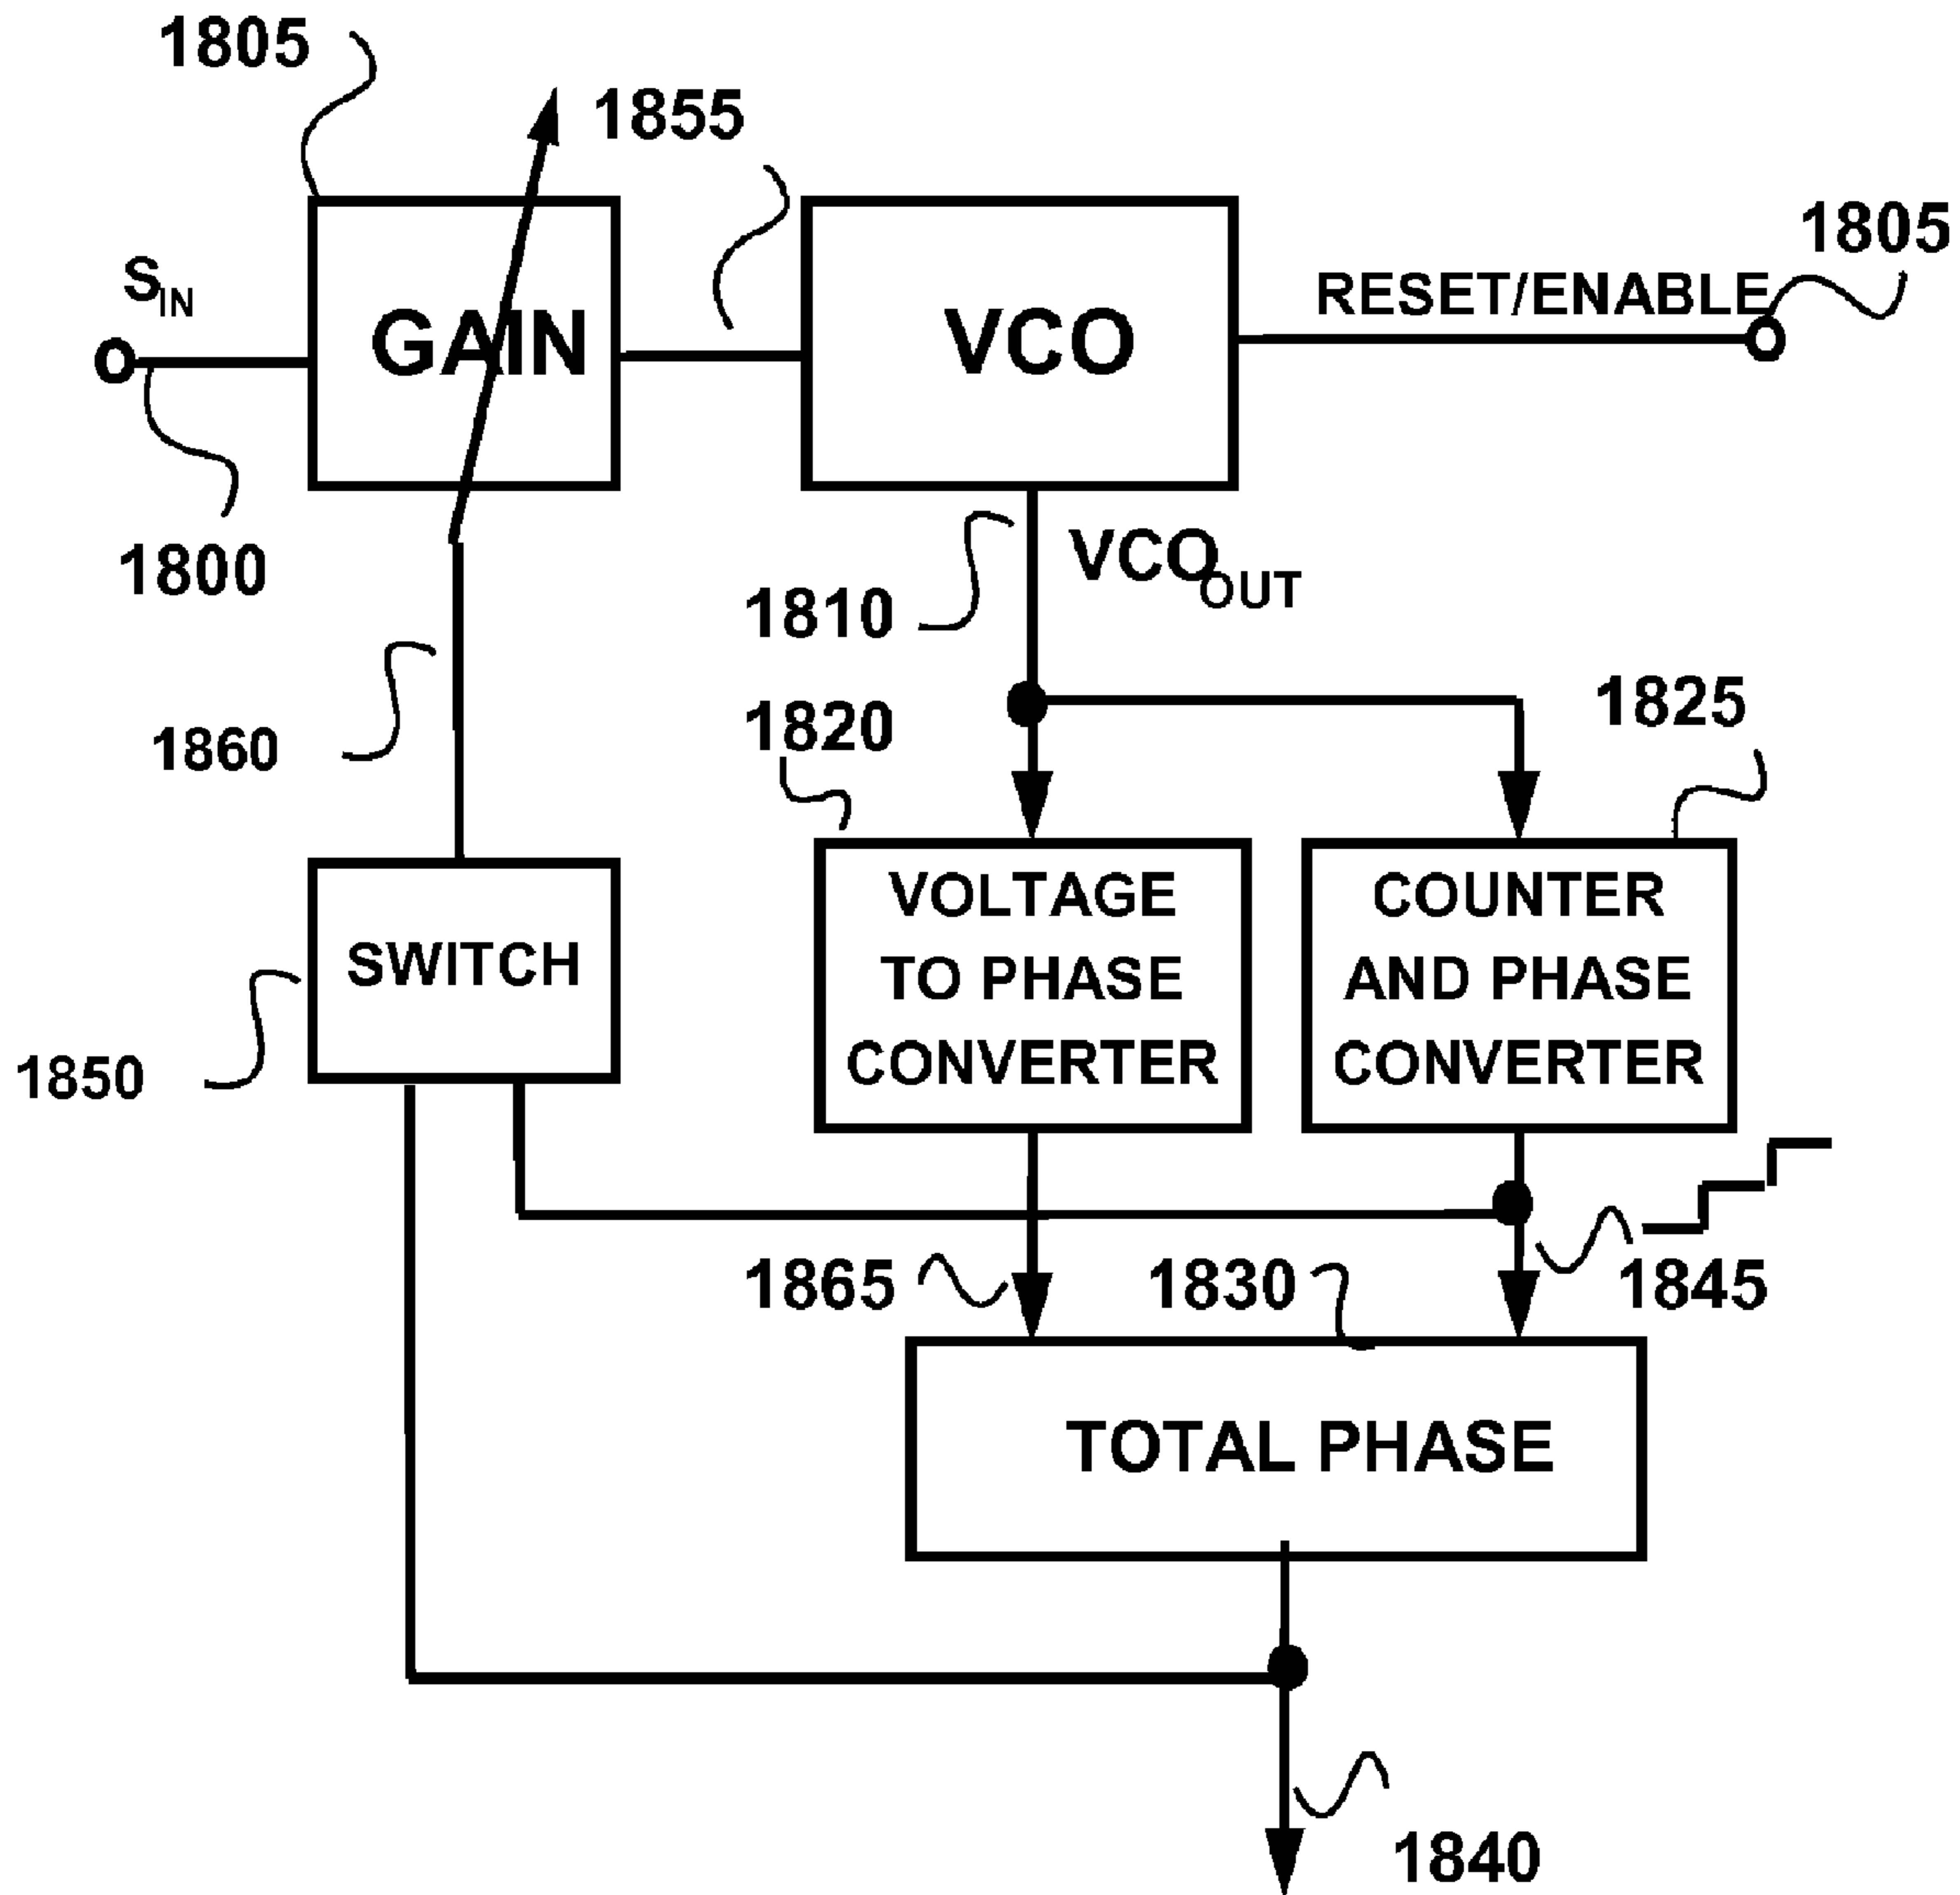 1805
1855
1805
S_IN
RESET/ENABLE
GAIN
VCO
1800
VCO_OUT
1810
1820
1825
1860
VOLTAGE
TO PHASE
CONVERTER
COUNTER
AND PHASE
CONVERTER
SWITCH
1850
1865
1830
1845
TOTAL PHASE
1840